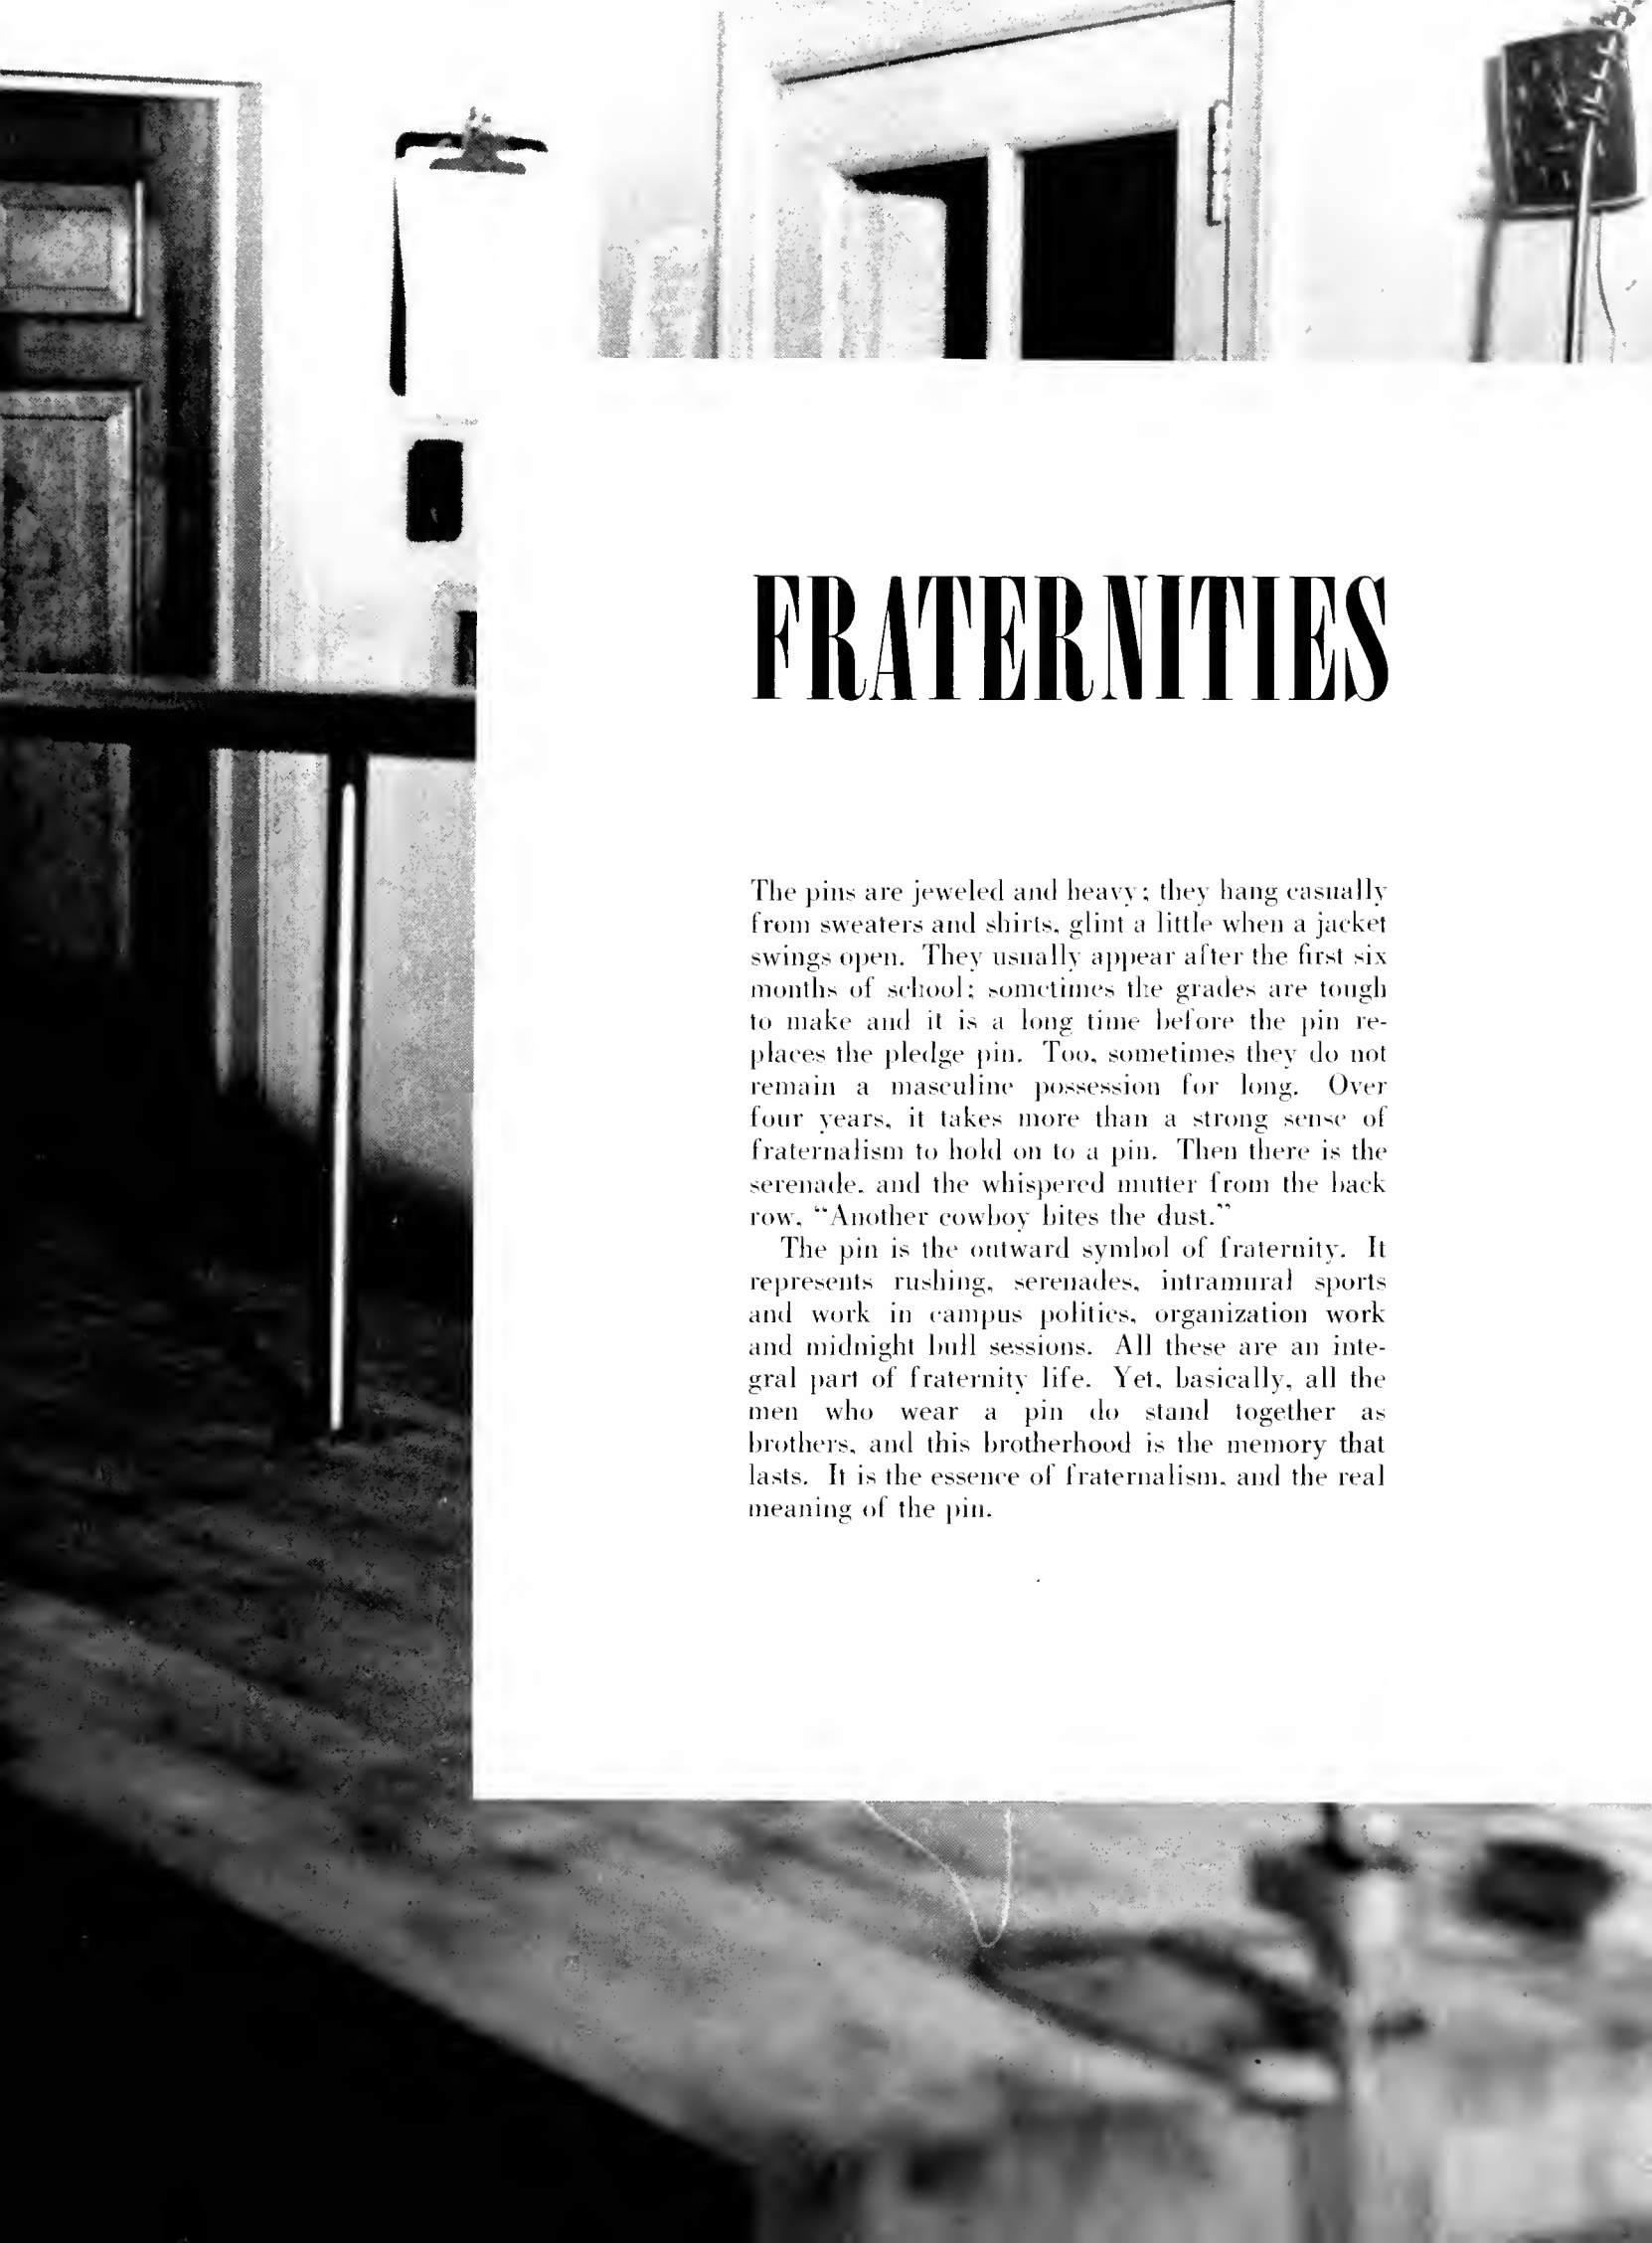 FRATERNITIES
The pins are jeweled and heavy; they hang casually
from sweaters and shirts, glint a little when a jacket
swings open. They usually appear after the first six
months of school; sometimes the grades are tough
to make and it is a long time before the pin re-
places the pledge pin. Too, sometimes they do not
remain a masculine possession for long. Over
four years, it takes more than a strong sense of
fraternalism to hold on to a pin. Then there is the
serenade, and the whispered mutter from the back
row, “Another cowboy bites the dust.”
The pin is the outward symbol of fraternity. It
represents rushing, serenades, intramural sports
and work in campus politics, organization work
and midnight bull sessions. All these are an inte-
gral part of fraternity life. Yet, basically, all the
men who wear a pin do stand together as
brothers, and this brotherhood is the memory that
lasts. It is the essence of fraternalism, and the real
meaning of the pin.